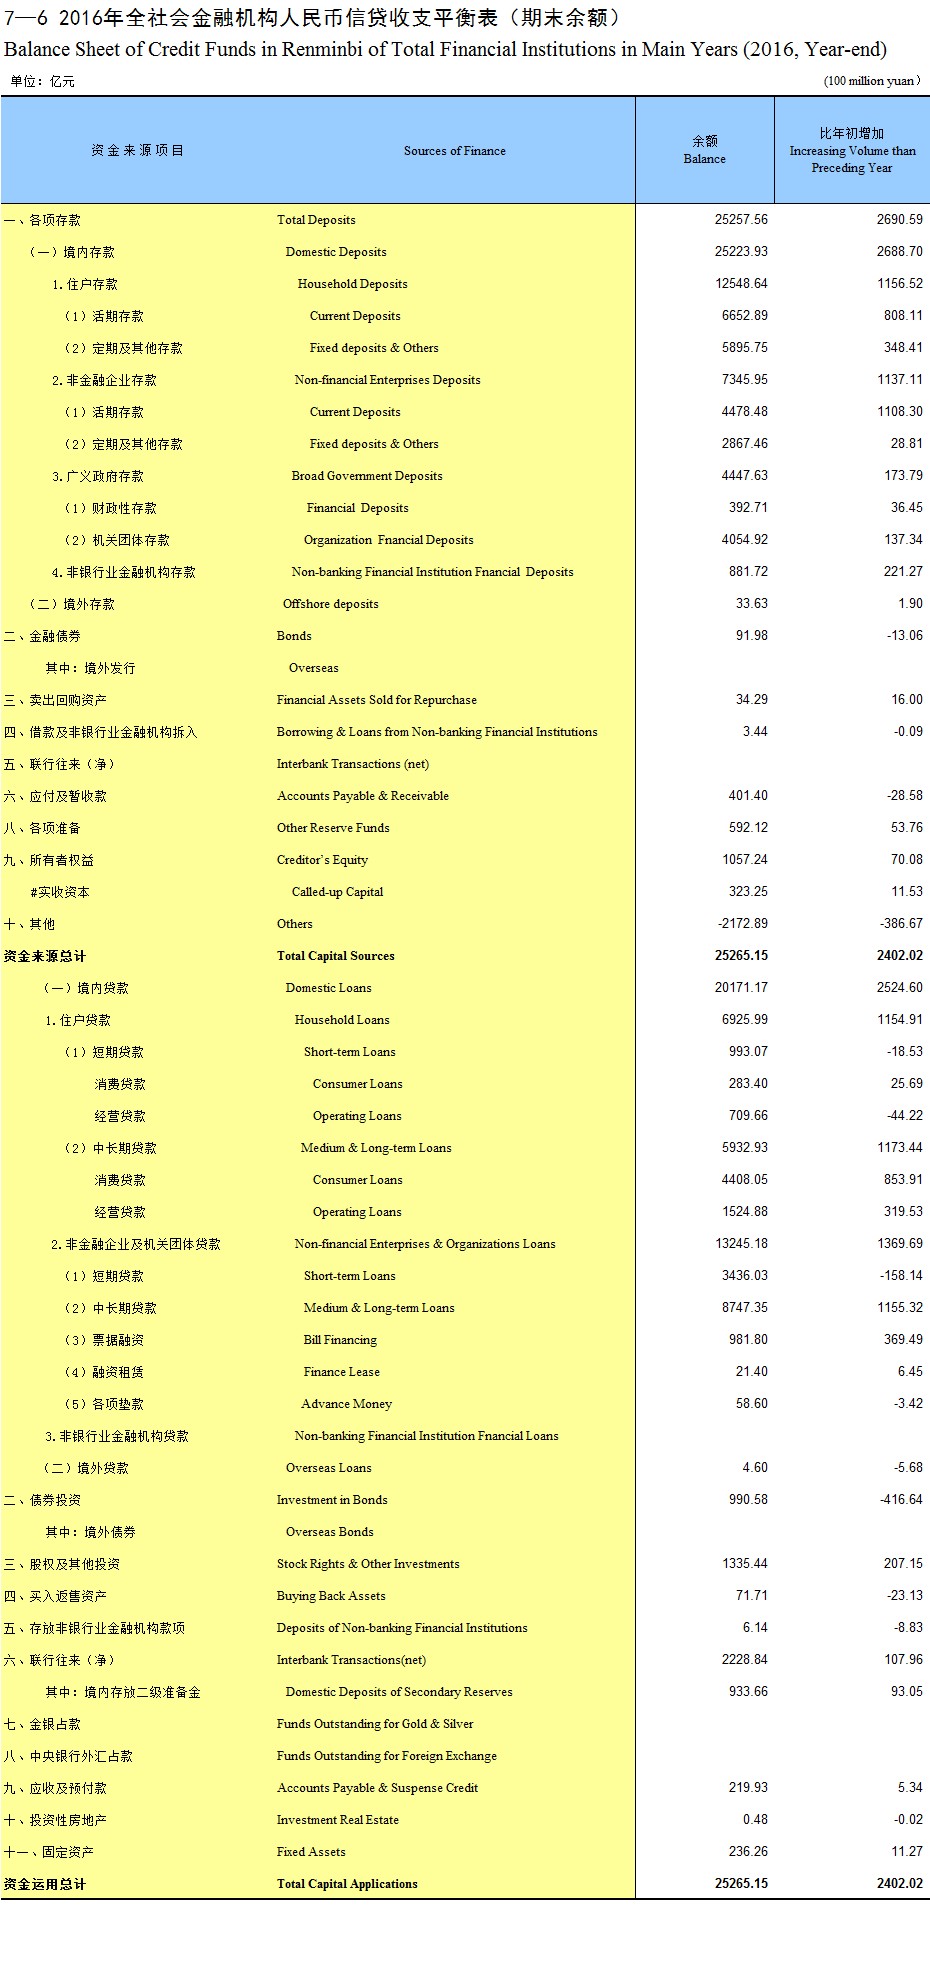 7—6 2016年全社会金融机构人民币信贷收支平衡表（期末余额）
Balance Sheet of Credit Funds in Renminbi of Total Financial Institutions in Main Years (2016, Year-end)
单位：亿元 (100 million yuan）
资 金 来 源 项 目 Sources of Finance 余额 Balance 比年初增加 Increasing Volume than Preceding Year
一、各项存款 Total Deposits 25257.56 2690.59
（一）境内存款 Domestic Deposits 25223.93 2688.70
1.住户存款 Household Deposits 12548.64 1156.52
（1）活期存款 Current Deposits 6652.89 808.11
（2）定期及其他存款 Fixed deposits & Others 5895.75 348.41
2.非金融企业存款 Non-financial Enterprises Deposits 7345.95 1137.11
（1）活期存款 Current Deposits 4478.48 1108.30
（2）定期及其他存款 Fixed deposits & Others 2867.46 28.81
3.广义政府存款 Broad Government Deposits 4447.63 173.79
（1）财政性存款 Financial Deposits 392.71 36.45
（2）机关团体存款 Organization Fnancial Deposits 4054.92 137.34
4.非银行业金融机构存款 Non-banking Financial Institution Fnancial Deposits 881.72 221.27
（二）境外存款 Offshore deposits 33.63 1.90
二、金融债券 Bonds 91.98 -13.06
其中：境外发行 Overseas
三、卖出回购资产 Financial Assets Sold for Repurchase 34.29 16.00
四、借款及非银行业金融机构拆入 Borrowing & Loans from Non-banking Financial Institutions 3.44 -0.09
五、联行往来（净） Interbank Transactions (net)
六、应付及暂收款 Accounts Payable & Receivable 401.40 -28.58
八、各项准备 Other Reserve Funds 592.12 53.76
九、所有者权益 Creditor's Equity 1057.24 70.08
#实收资本 Called-up Capital 323.25 11.53
十、其他 Others -2172.89 -386.67
资金来源总计 Total Capital Sources 25265.15 2402.02
（一）境内贷款 Domestic Loans 20171.17 2524.60
1.住户贷款 Household Loans 6925.99 1154.91
（1）短期贷款 Short-term Loans 993.07 -18.53
消费贷款 Consumer Loans 283.40 25.69
经营贷款 Operating Loans 709.66 -44.22
（2）中长期贷款 Medium & Long-term Loans 5932.93 1173.44
消费贷款 Consumer Loans 4408.05 853.91
经营贷款 Operating Loans 1524.88 319.53
2.非金融企业及机关团体贷款 Non-financial Enterprises & Organizations Loans 13245.18 1369.69
（1）短期贷款 Short-term Loans 3436.03 -158.14
（2）中长期贷款 Medium & Long-term Loans 8747.35 1155.32
（3）票据融资 Bill Financing 981.80 369.49
（4）融资租赁 Finance Lease 21.40 6.45
（5）各项垫款 Advance Money 58.60 -3.42
3.非银行业金融机构贷款 Non-banking Financial Institution Fnancial Loans
（二）境外贷款 Overseas Loans 4.60 -5.68
二、债券投资 Investment in Bonds 990.58 -416.64
其中：境外债券 Overseas Bonds
三、股权及其他投资 Stock Rights & Other Investments 1335.44 207.15
四、买入返售资产 Buying Back Assets 71.71 -23.13
五、存放非银行业金融机构款项 Deposits of Non-banking Financial Institutions 6.14 -8.83
六、联行往来（净） Interbank Transactions(net) 2228.84 107.96
其中：境内存放二级准备金 Domestic Deposits of Secondary Reserves 933.66 93.05
七、金银占款 Funds Outstanding for Gold & Silver
八、中央银行外汇占款 Funds Outstanding for Foreign Exchange
九、应收及预付款 Accounts Payable & Suspense Credit 219.93 5.34
十、投资性房地产 Investment Real Estate 0.48 -0.02
十一、固定资产 Fixed Assets 236.26 11.27
资金运用总计 Total Capital Applications 25265.15 2402.02